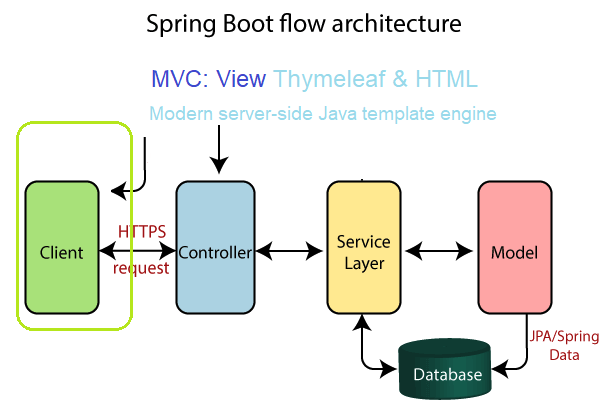 Spring Boot flow architecture
MVC: View Thymeleaf & HTML
Modern server-side Java template engine
Client
HTTPS
request
Controller
Service
Layer
Model
JPA/Spring
Data
Database